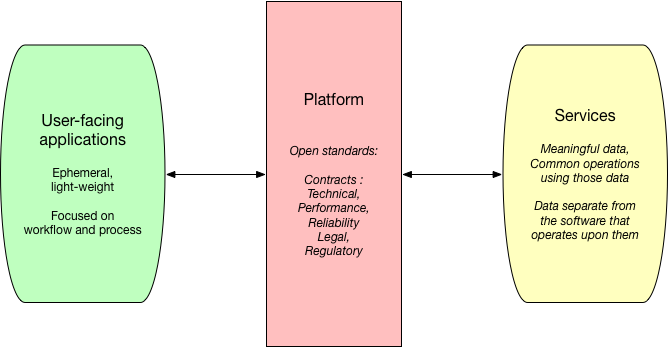 User-facing
applications
Ephemeral,
light-weight
Focused on
workflow and process
Platform
Open standards:
Contracts :
Technical,
Performance,
Reliability
Legal,
Regulatory
Services
Meaningful data,
Common operations
using those data
Data separate from
the software that
operates upon them